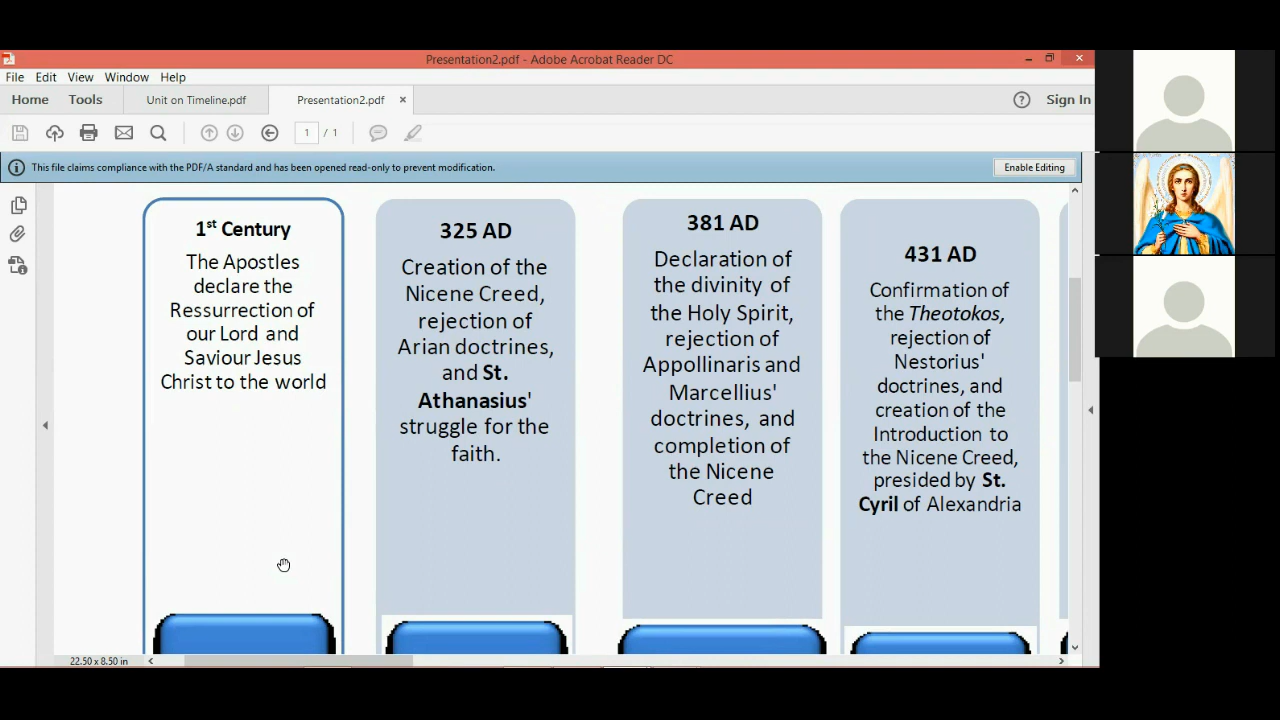 Presentation2.pdf - Adobe Acrobat Reader DC
File Edit View Window Help
Home Tools Unit on Timeline.pdf Presentation2.pdf × ? Sign In
1 / 1
This file claims compliance with the PDF/A standard and has been opened read-only to prevent modification. Enable Editing
1st Century
The Apostles
declare the
Ressurrection of
our Lord and
Saviour Jesus
Christ to the world
325 AD
Creation of the
Nicene Creed,
rejection of
Arian doctrines,
and St.
Athanasius'
struggle for the
faith.
381 AD
Declaration of
the divinity of
the Holy Spirit,
rejection of
Appollinaris and
Marcellius'
doctrines, and
completion of
the Nicene
Creed
431 AD
Confirmation of
the Theotokos,
rejection of
Nestorius'
doctrines, and
creation of the
Introduction to
the Nicene Creed,
presided by St.
Cyril of Alexandria
22.50 x 8.50 in